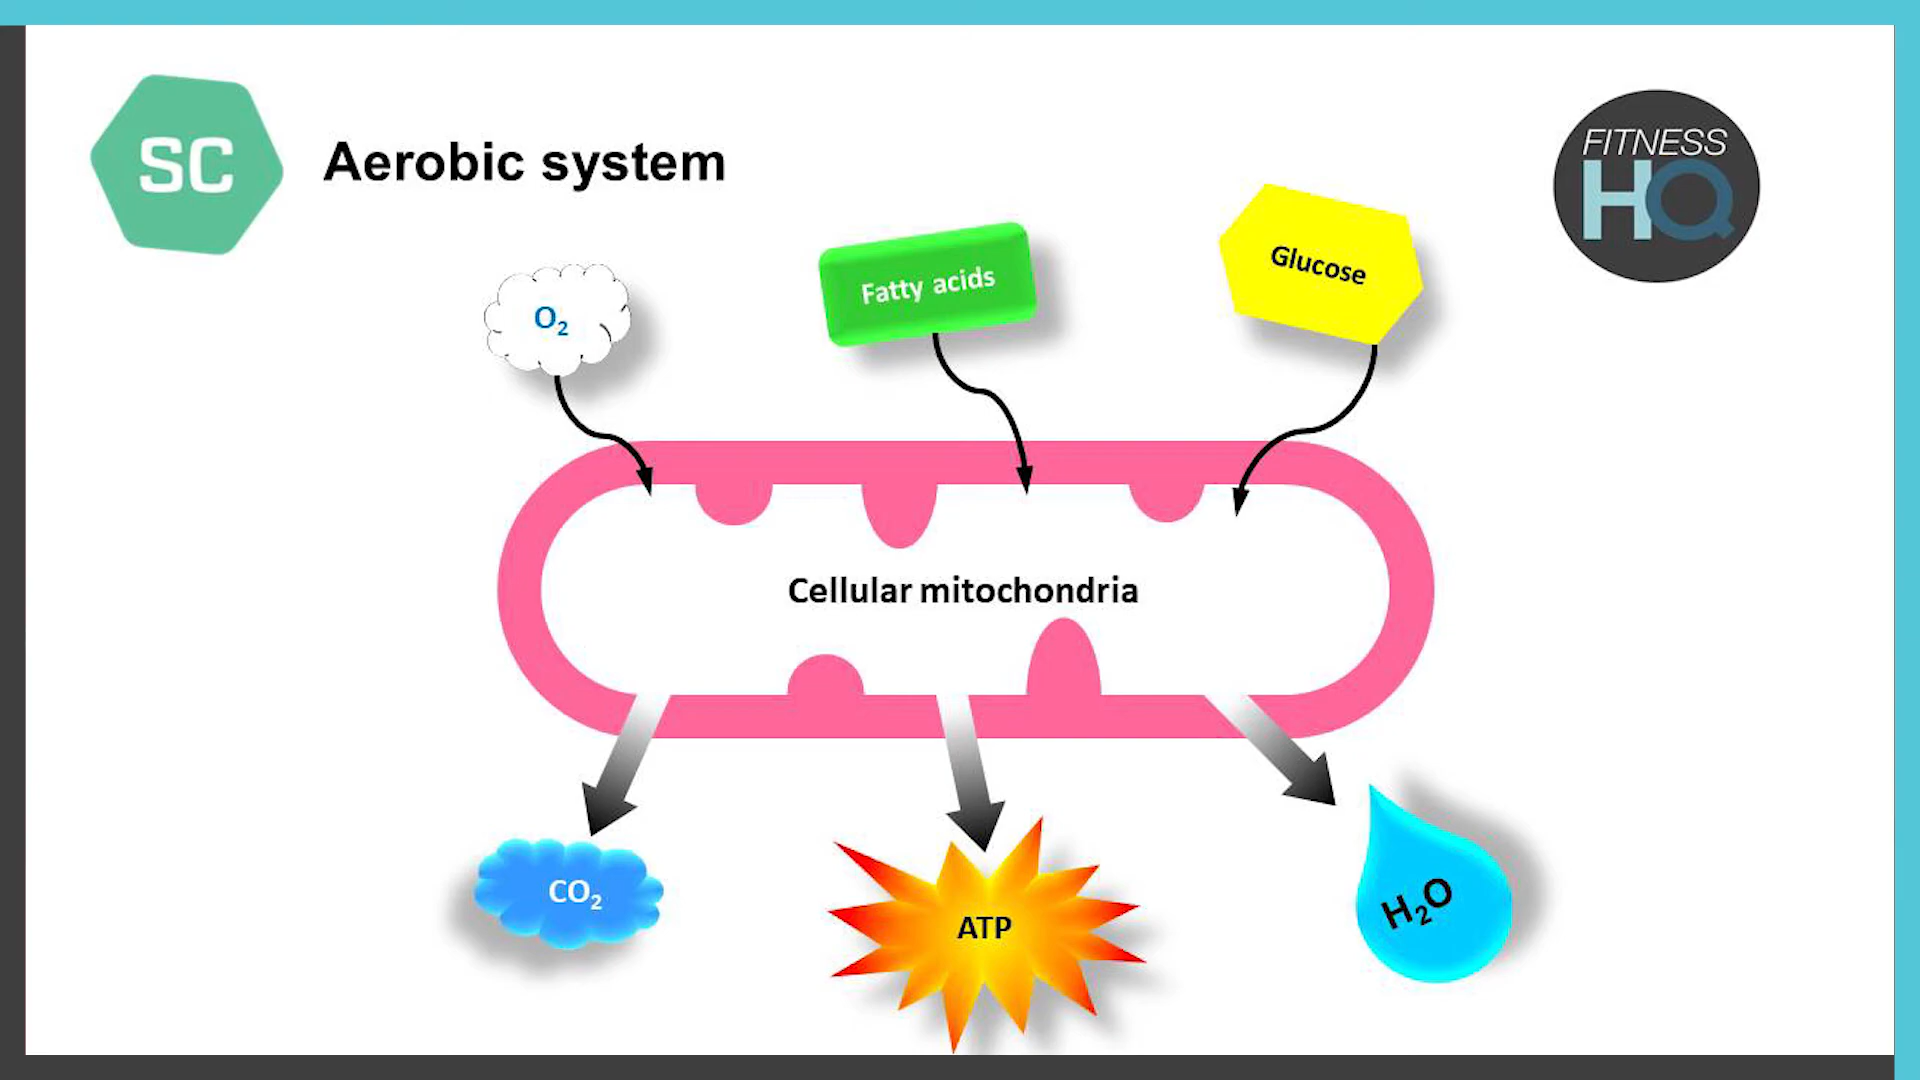 SC
Aerobic system
FITNESS
HQ
O₂
Fatty acids
Glucose
Cellular mitochondria
CO₂
ATP
H₂O